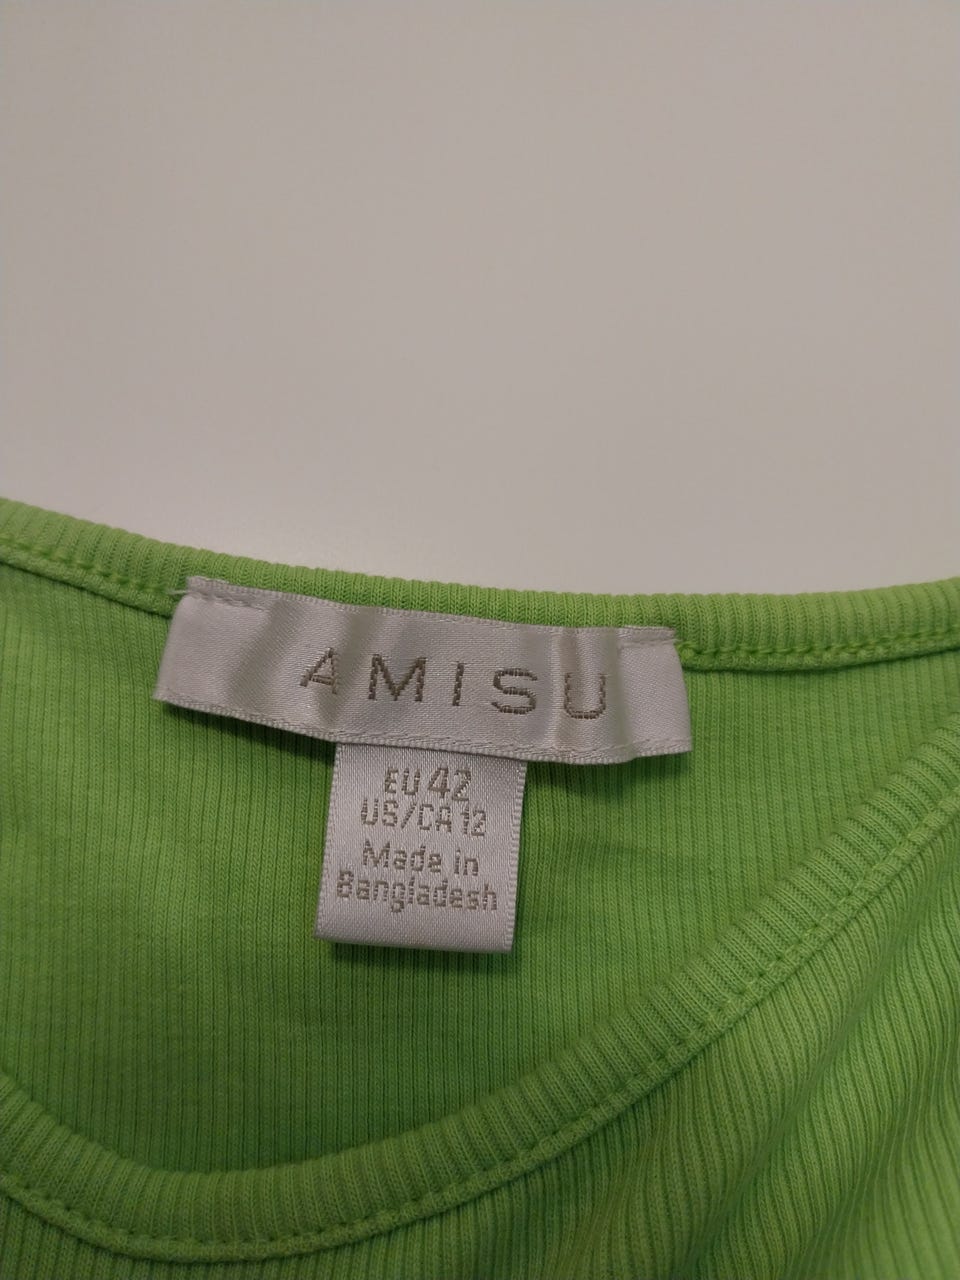 AMISU
EU 42
US/CA 12
Made in
Bangladesh